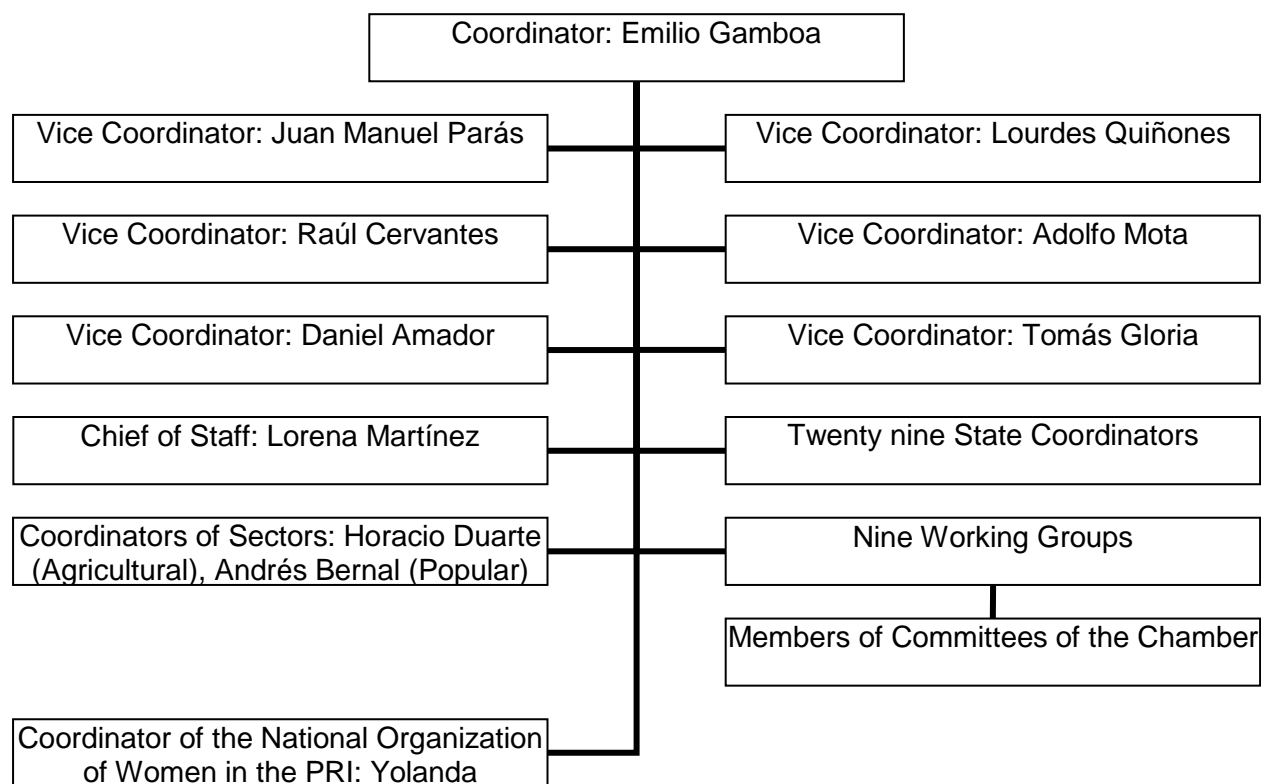 Coordinator: Emilio Gamboa
Vice Coordinator: Juan Manuel Parás
Vice Coordinator: Lourdes Quiñones
Vice Coordinator: Raúl Cervantes
Vice Coordinator: Adolfo Mota
Vice Coordinator: Daniel Amador
Vice Coordinator: Tomás Gloria
Chief of Staff: Lorena Martínez
Twenty nine State Coordinators
Coordinators of Sectors: Horacio Duarte
(Agricultural), Andrés Bernal (Popular)
Nine Working Groups
Members of Committees of the Chamber
Coordinator of the National Organization
of Women in the PRI: Yolanda